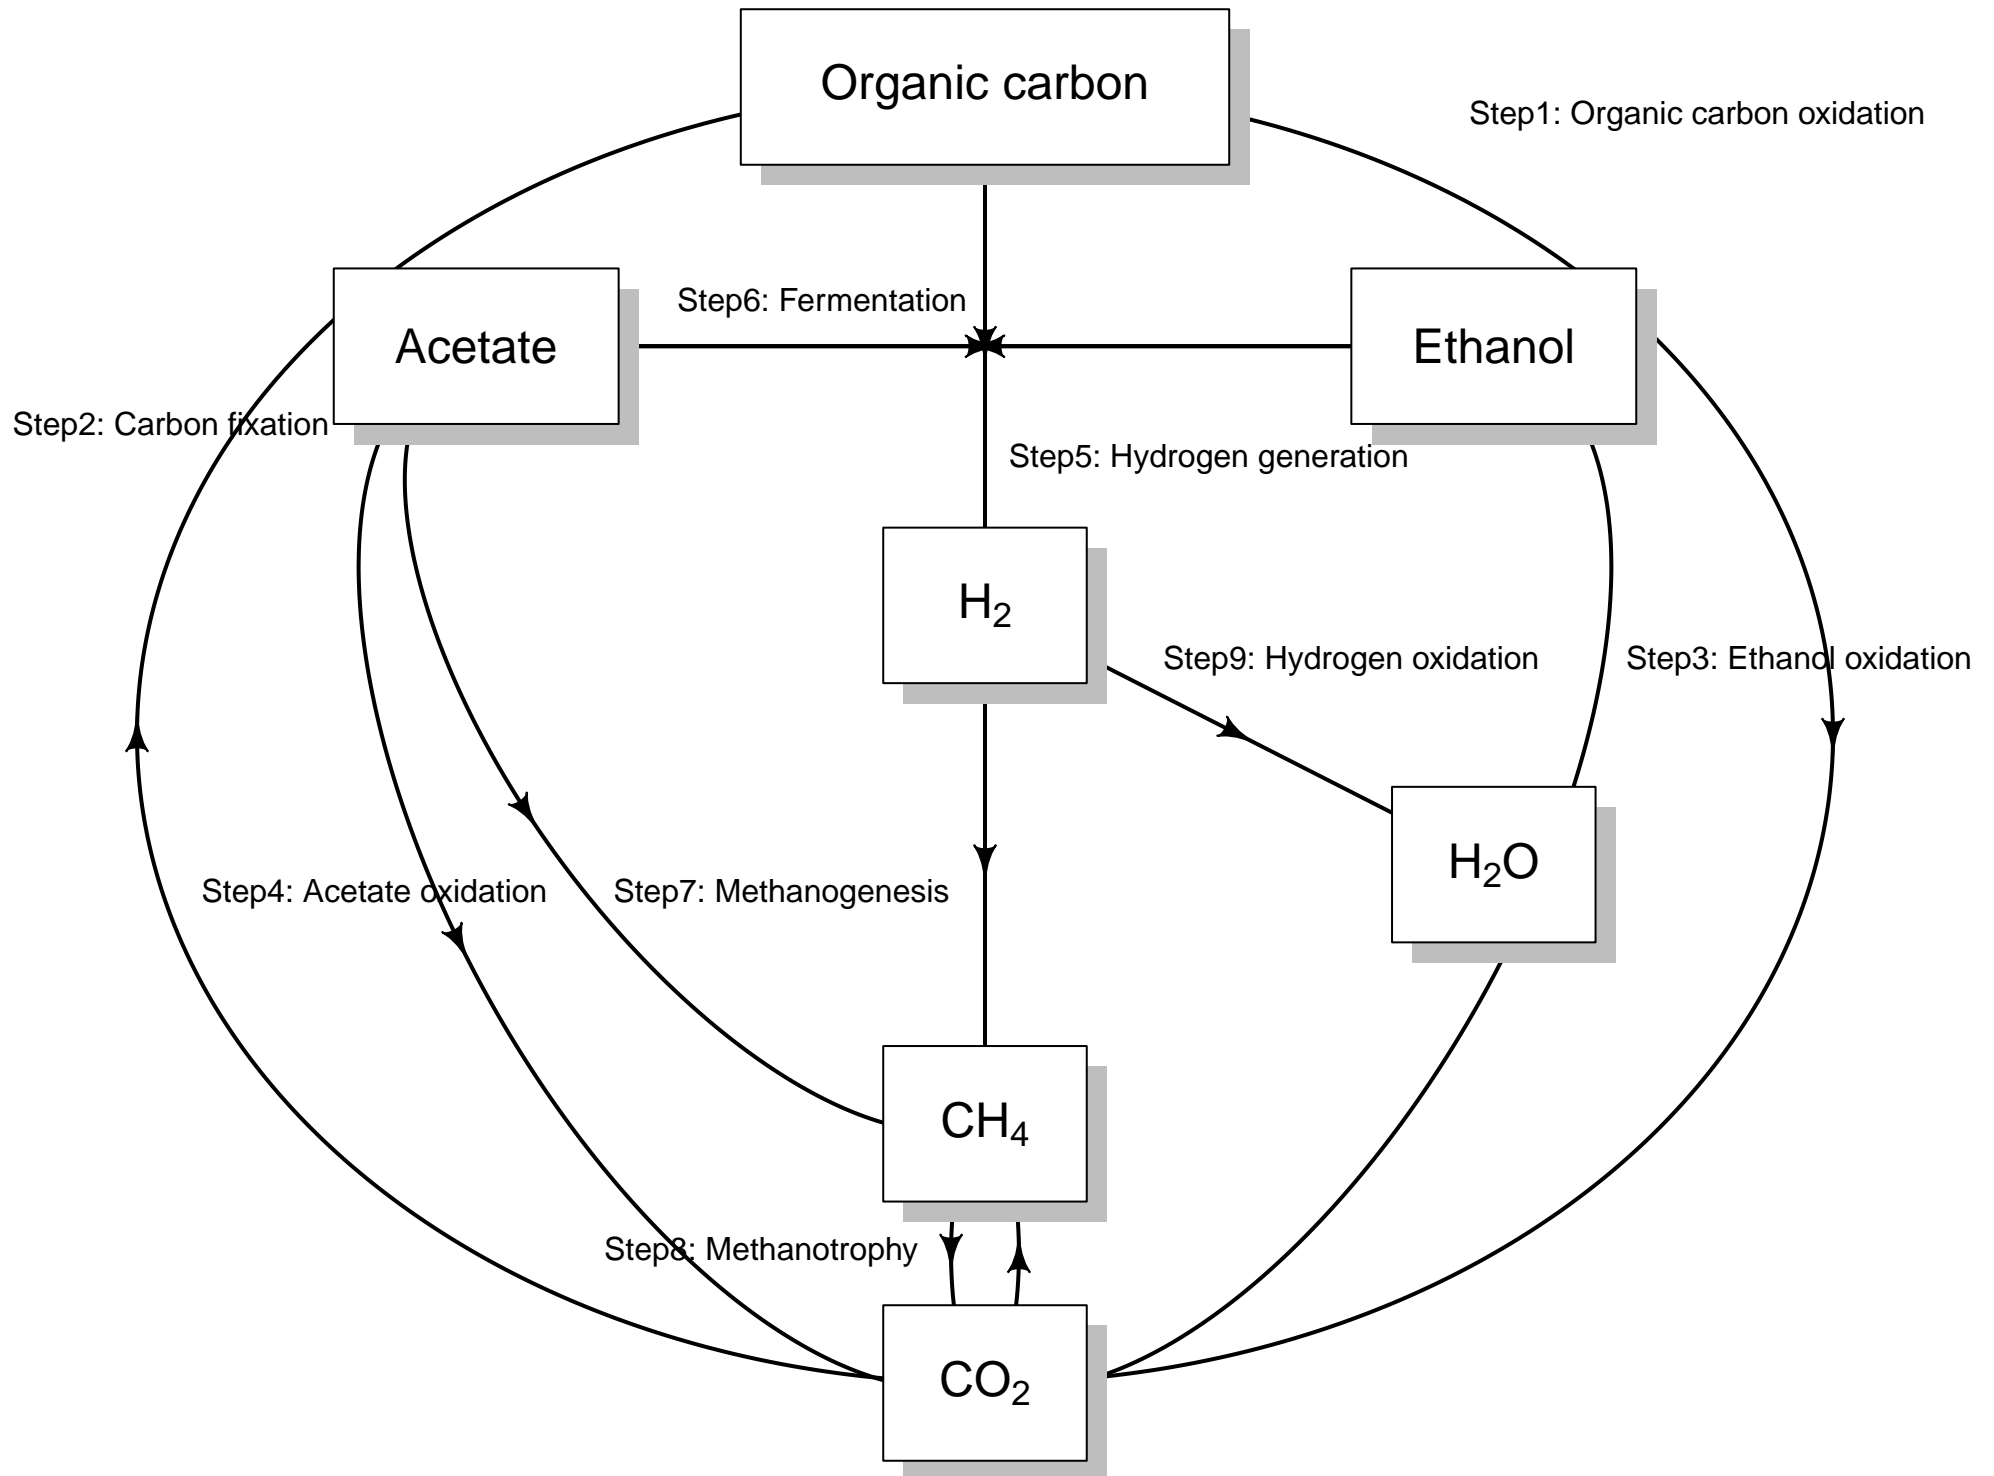 Organic carbon
Step1: Organic carbon oxidation
Step6: Fermentation
Acetate
Ethanol
Step2: Carbon fixation
Step5: Hydrogen generation
H₂
Step9: Hydrogen oxidation
Step3: Ethanol oxidation
H₂O
Step4: Acetate oxidation
Step7: Methanogenesis
CH₄
Step8: Methanotrophy
CO₂